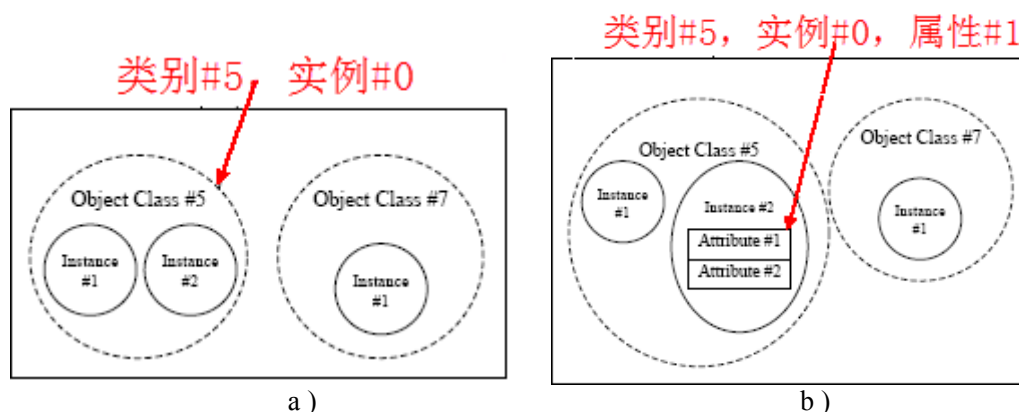 类别#5, 实例#0
Object Class #5
Object Class #7
Instance
#1
Instance
#2
Instance
#1
a )
类别#5, 实例#0, 属性#1
Object Class #5
Object Class #7
Instance
#1
Instance #2
Attribute #1
Attribute #2
Instance
#1
b )